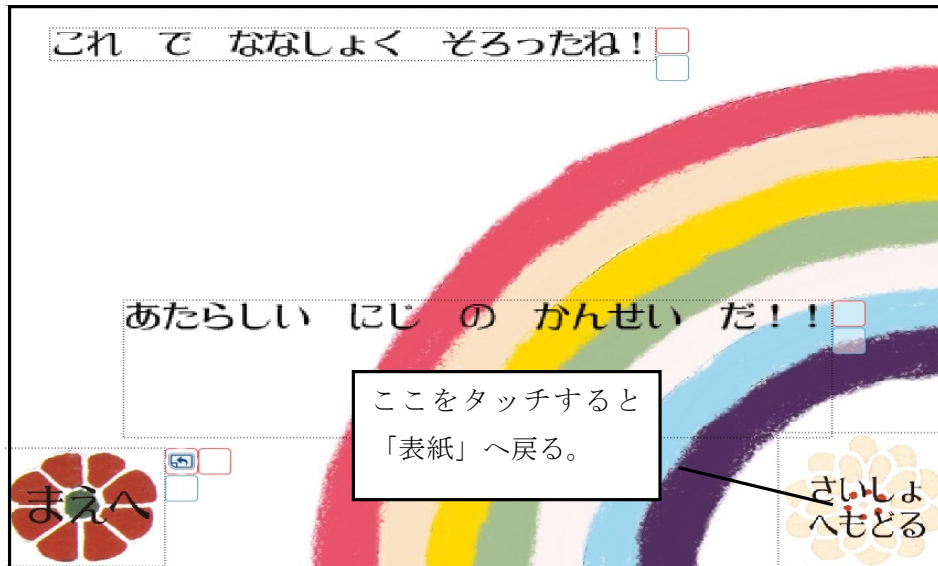 これ で ななしょく そろったね！
あたらしい にじ の かんせい だ！！
ここをタッチすると
「表紙」へ戻る。
まえへ
さいしょ
へもどる